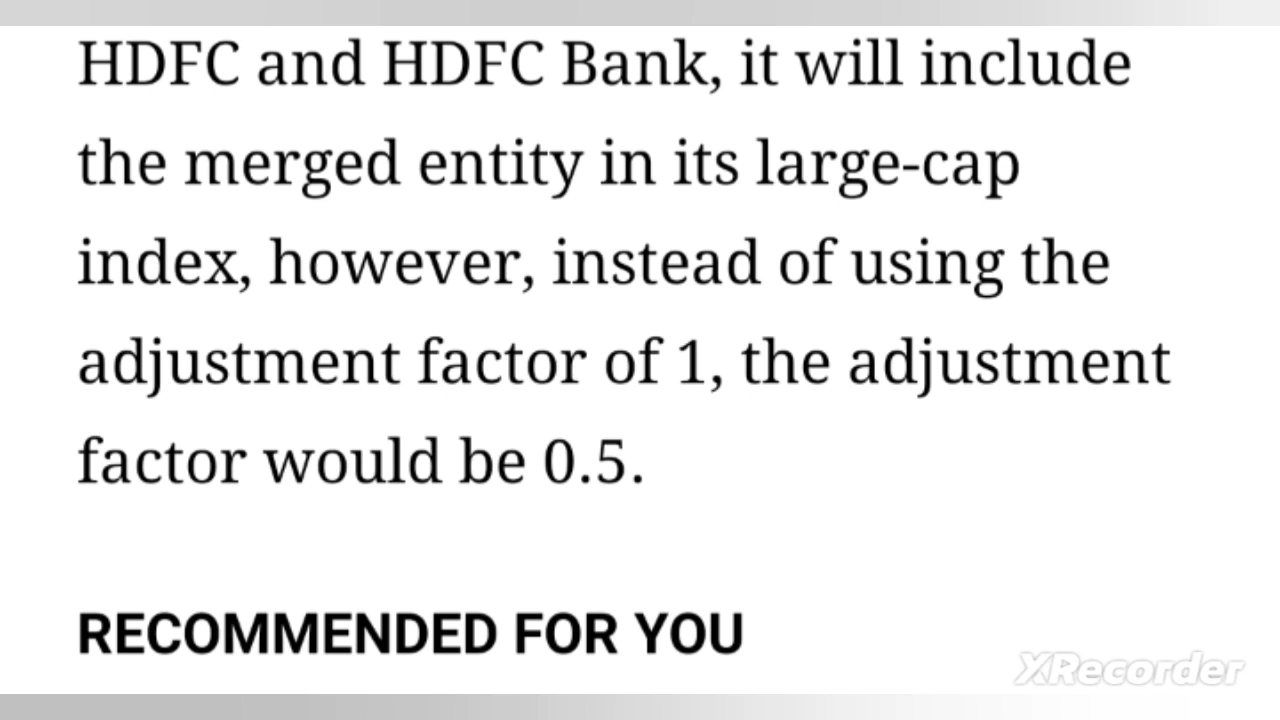 HDFC and HDFC Bank, it will include
the merged entity in its large-cap
index, however, instead of using the
adjustment factor of 1, the adjustment
factor would be 0.5.
RECOMMENDED FOR YOU
XRecorder